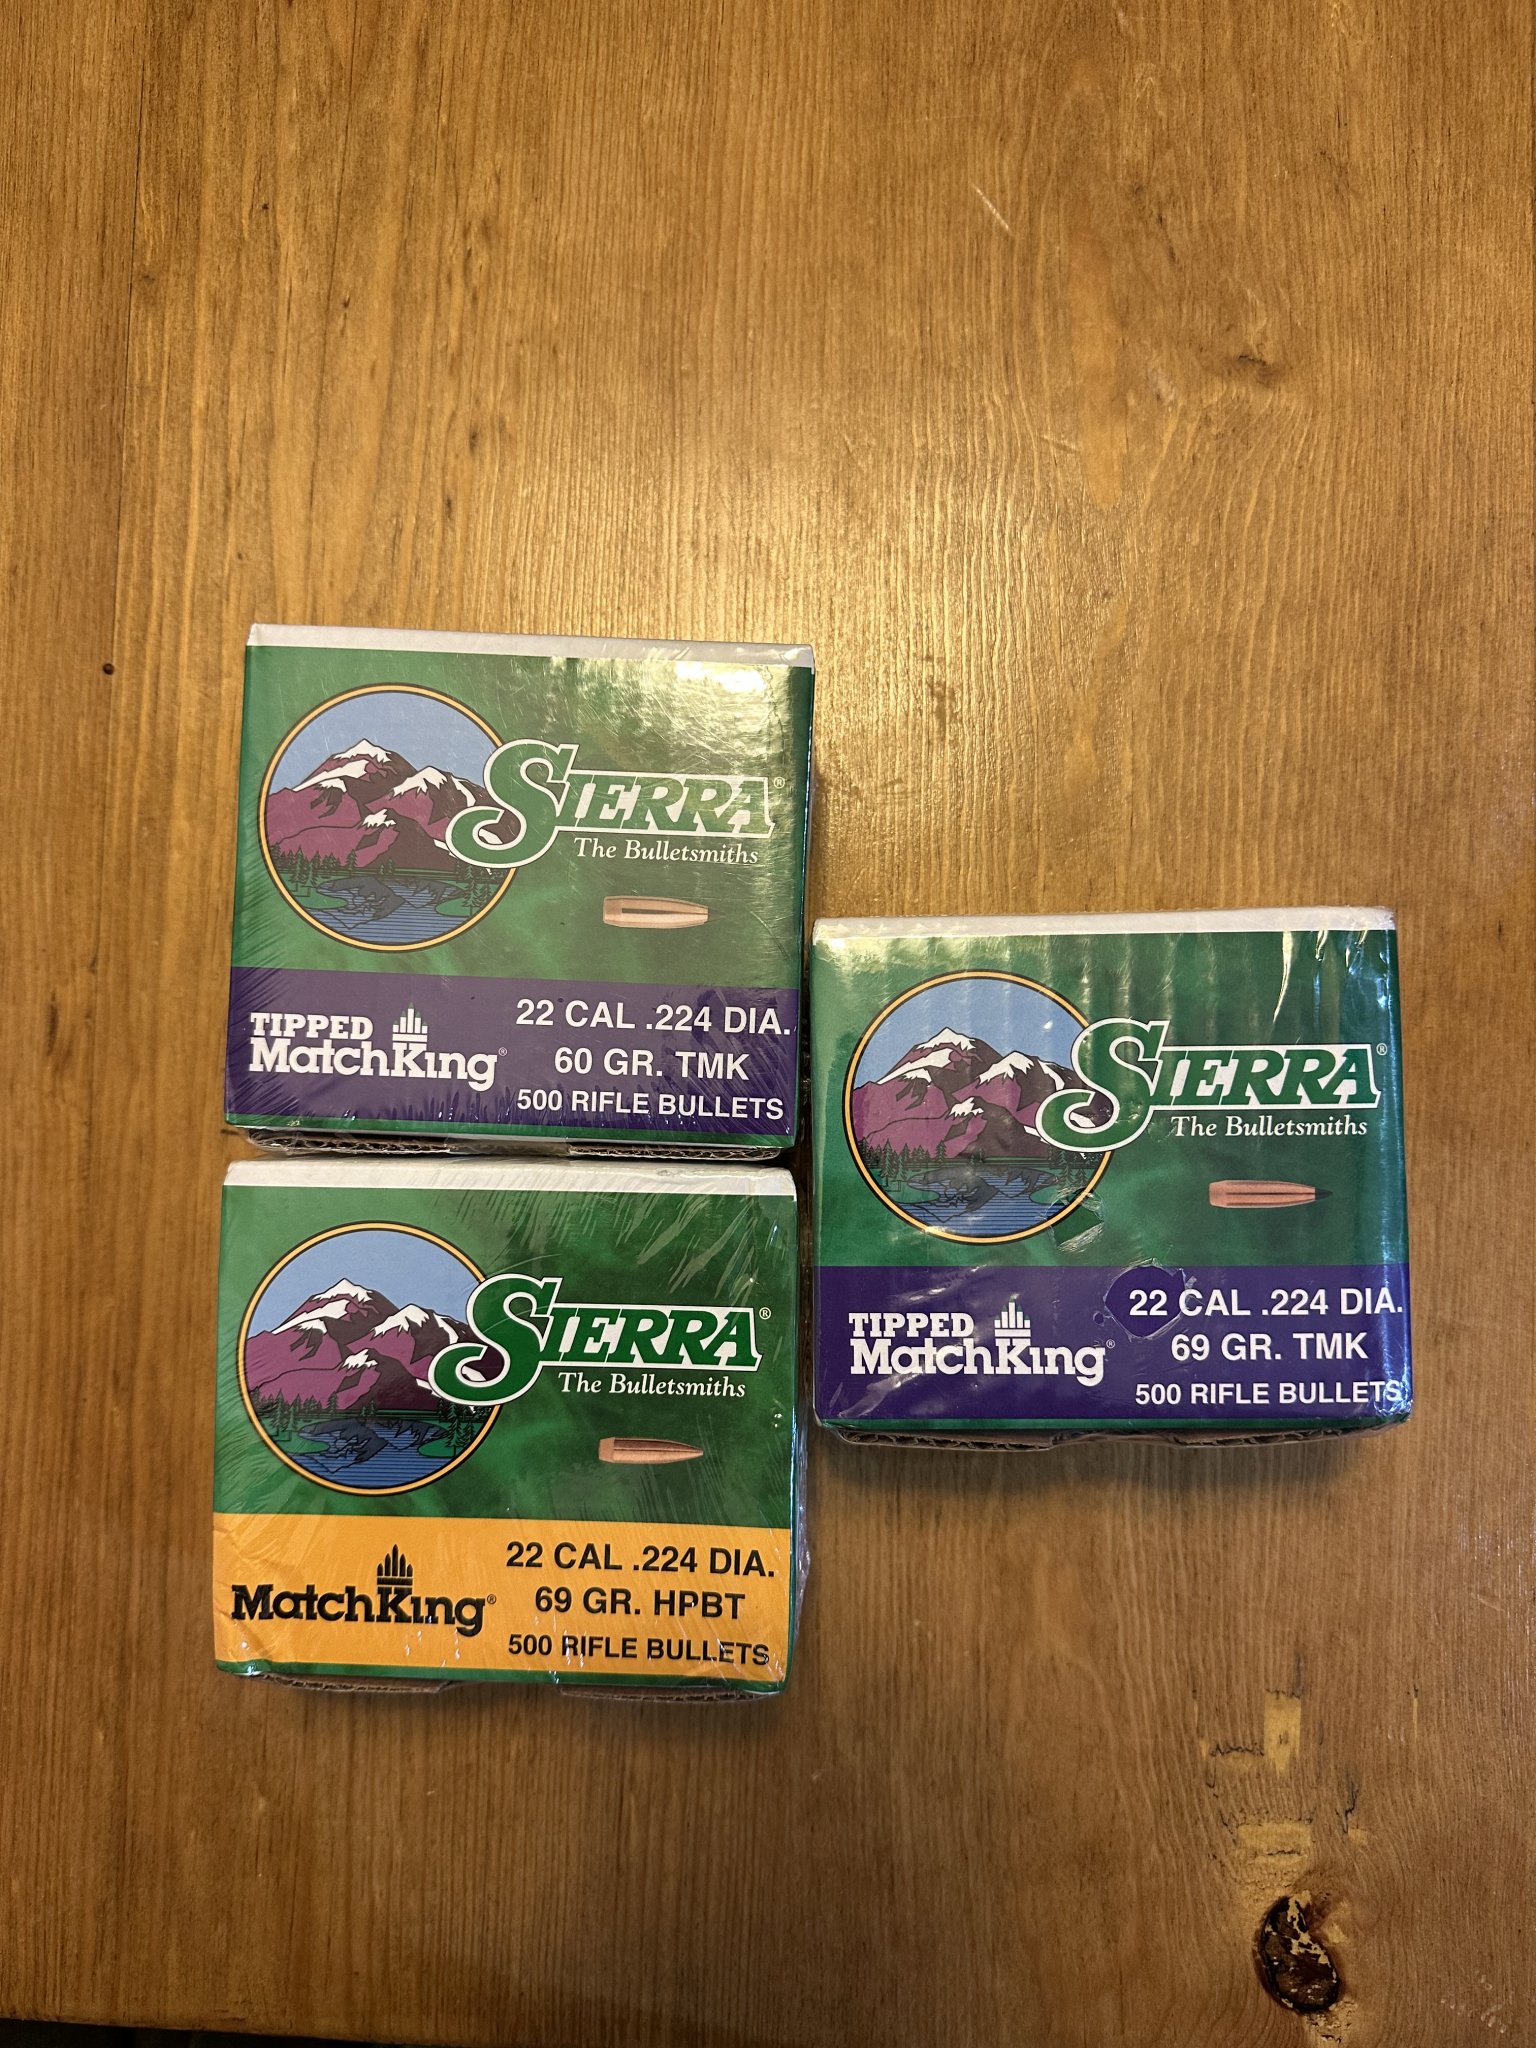 SIERRA®
The Bulletsmiths
TIPPED
MatchKing®
22 CAL .224 DIA.
60 GR. TMK
500 RIFLE BULLETS
SIERRA®
The Bulletsmiths
TIPPED
MatchKing®
22 CAL .224 DIA.
69 GR. TMK
500 RIFLE BULLETS
SIERRA®
The Bulletsmiths
MatchKing®
22 CAL .224 DIA.
69 GR. HPBT
500 RIFLE BULLETS